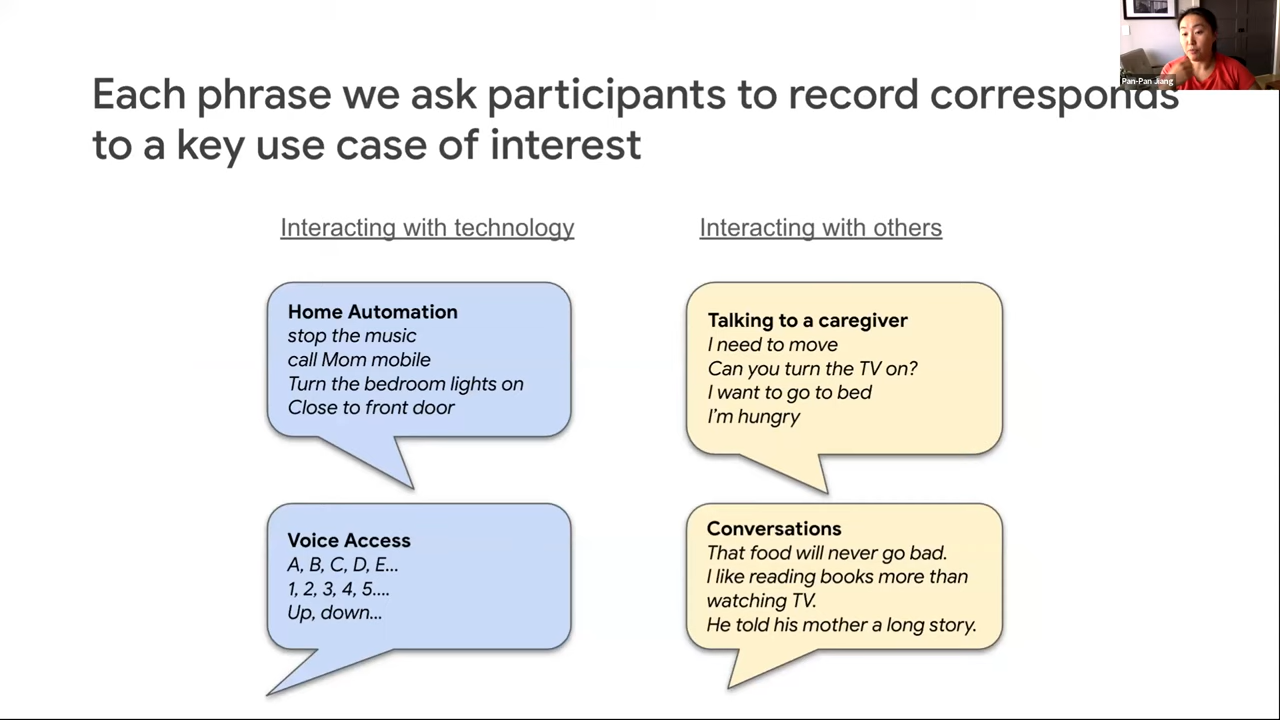 Pan-Pan Jiang
Each phrase we ask participants to record corresponds
to a key use case of interest
Interacting with technology
Home Automation
stop the music
call Mom mobile
Turn the bedroom lights on
Close to front door
Voice Access
A, B, C, D, E...
1, 2, 3, 4, 5....
Up, down...
Interacting with others
Talking to a caregiver
I need to move
Can you turn the TV on?
I want to go to bed
I'm hungry
Conversations
That food will never go bad.
I like reading books more than
watching TV.
He told his mother a long story.